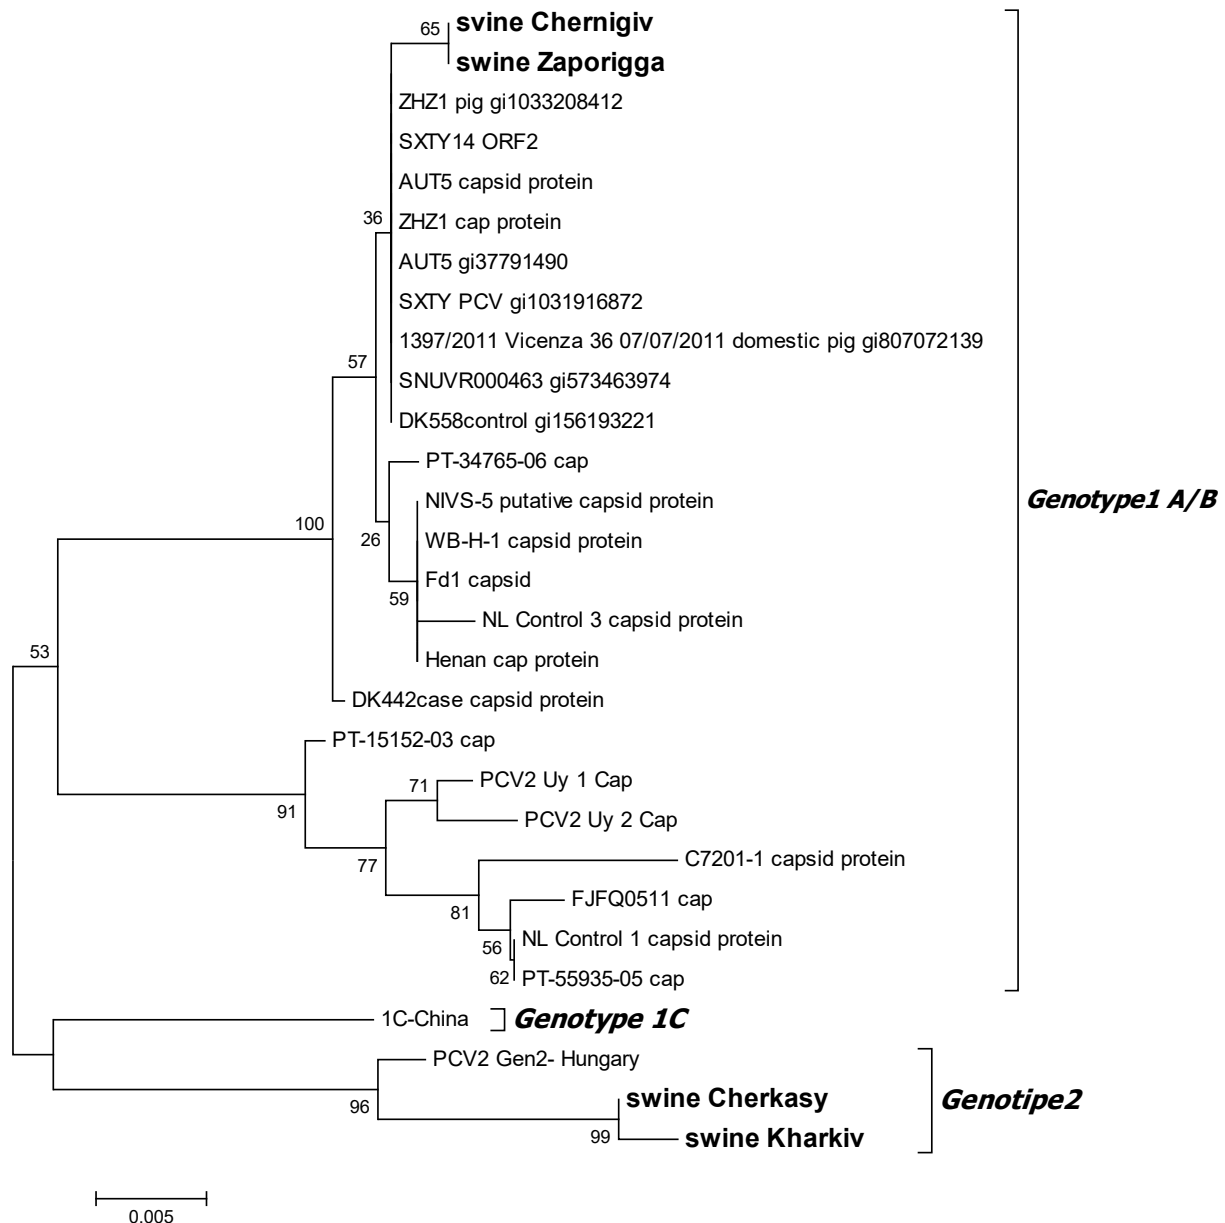 65
svine Chernigiv
swine Zaporigga
ZHZ1 pig gi1033208412
SXTY14 ORF2
AUT5 capsid protein
36
ZHZ1 cap protein
AUT5 gi37791490
SXTY PCV gi1031916872
1397/2011 Vicenza 36 07/07/2011 domestic pig gi807072139
57
SNUVR000463 gi573463974
DK558control gi156193221
PT-34765-06 cap
NIVS-5 putative capsid protein
Genotype1 A/B
100
26
WB-H-1 capsid protein
Fd1 capsid
59
NL Control 3 capsid protein
Henan cap protein
53
DK442case capsid protein
PT-15152-03 cap
71
PCV2 Uy 1 Cap
91
PCV2 Uy 2 Cap
77
C7201-1 capsid protein
FJFQ0511 cap
81
NL Control 1 capsid protein
56
62
PT-55935-05 cap
1C-China
Genotype 1C
PCV2 Gen2- Hungary
96
swine Cherkasy
Genotipe2
99
swine Kharkiv
0.005